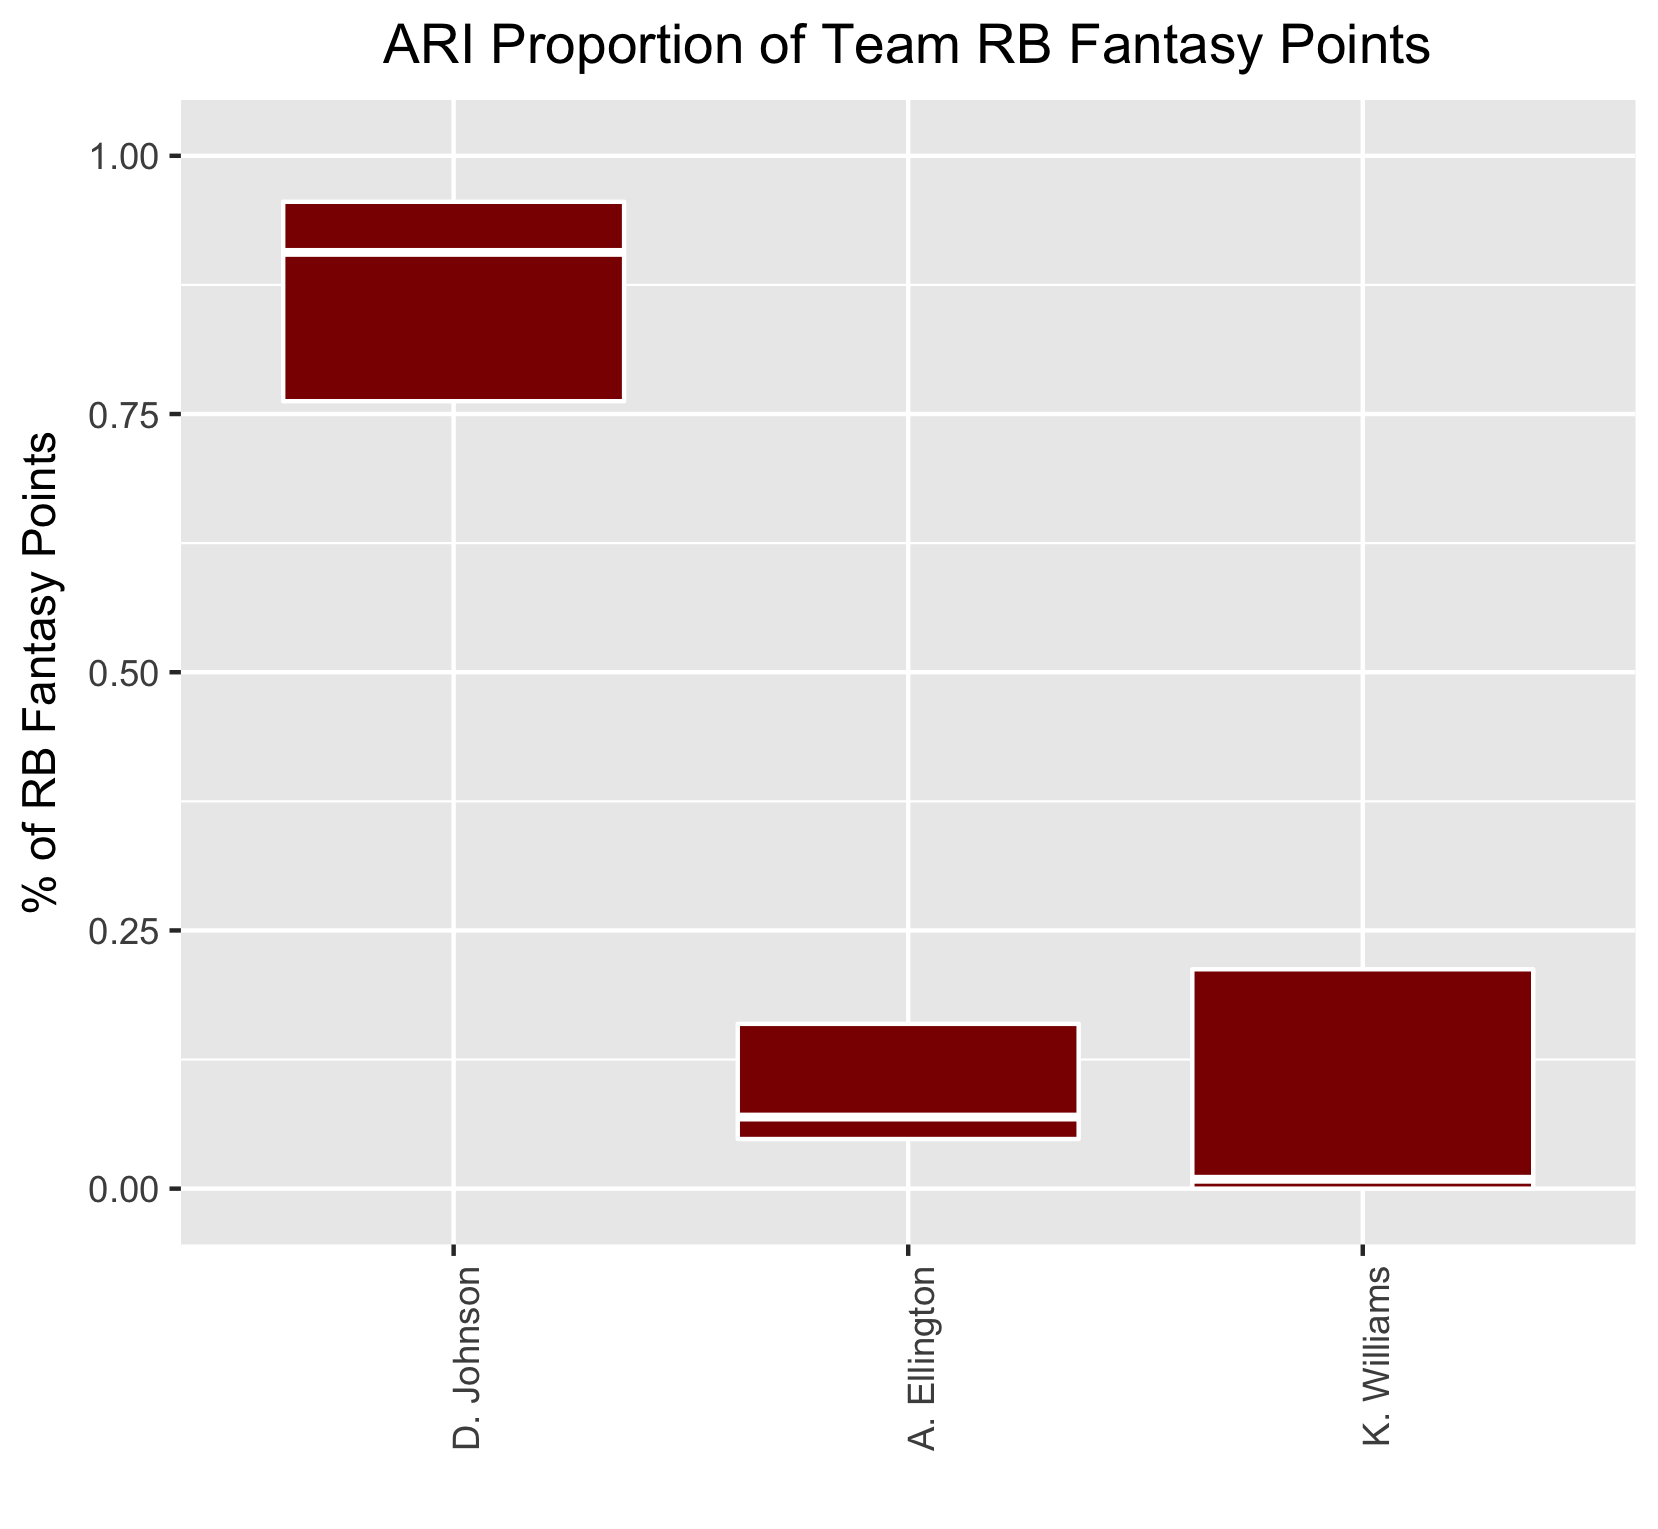 ARI Proportion of Team RB Fantasy Points
% of RB Fantasy Points
1.00
0.75
0.50
0.25
0.00
D. Johnson
A. Ellington
K. Williams